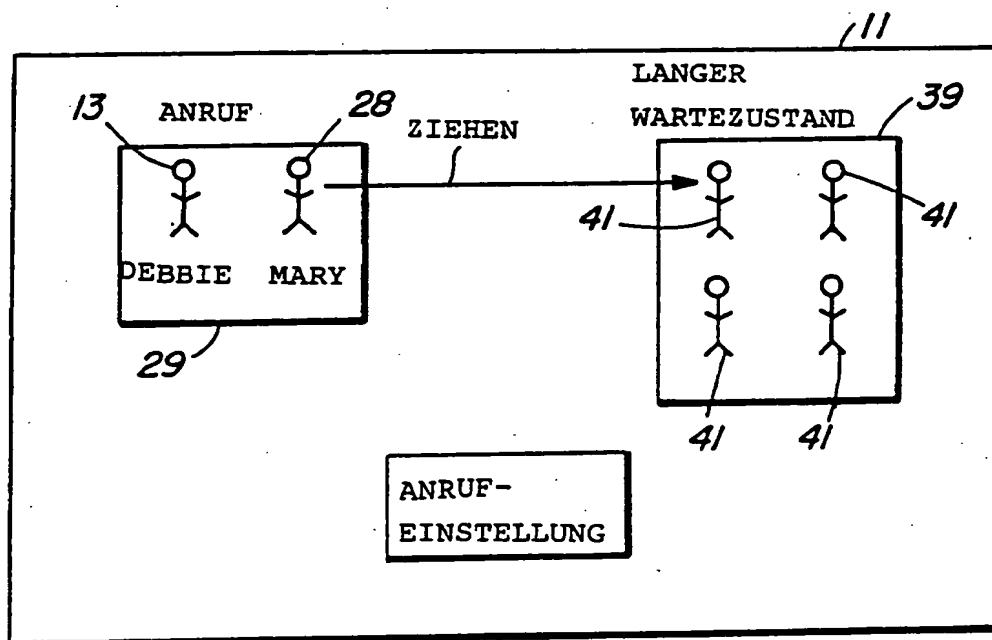 11
LANGER
WARTEZUSTAND
39
13
ANRUF
28
ZIEHEN
41
41
DEBBIE MARY
29
41
41
ANRUF-
EINSTELLUNG